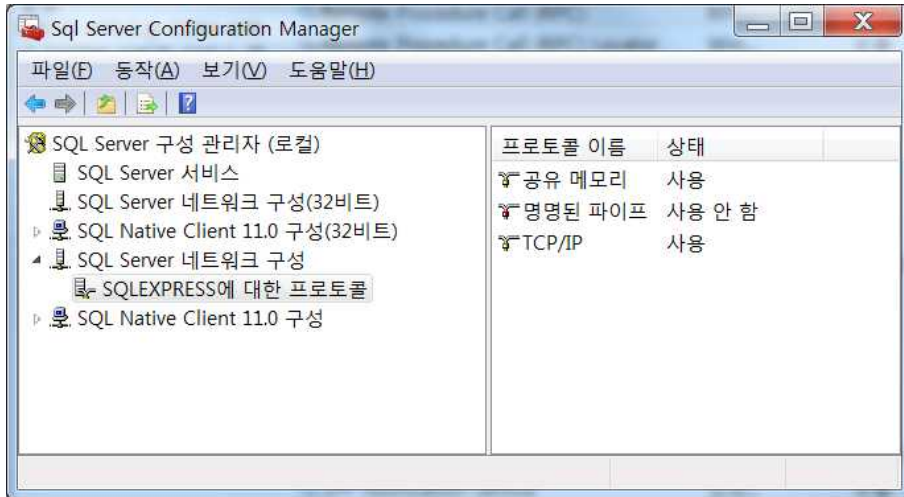 Sql Server Configuration Manager
파일(F) 동작(A) 보기(V) 도움말(H)
SQL Server 구성 관리자 (로컬)
SQL Server 서비스
SQL Server 네트워크 구성(32비트)
SQL Native Client 11.0 구성(32비트)
SQL Server 네트워크 구성
SQLEXPRESS에 대한 프로토콜
SQL Native Client 11.0 구성
프로토콜 이름 상태
공유 메모리 사용
명명된 파이프 사용 안 함
TCP/IP 사용